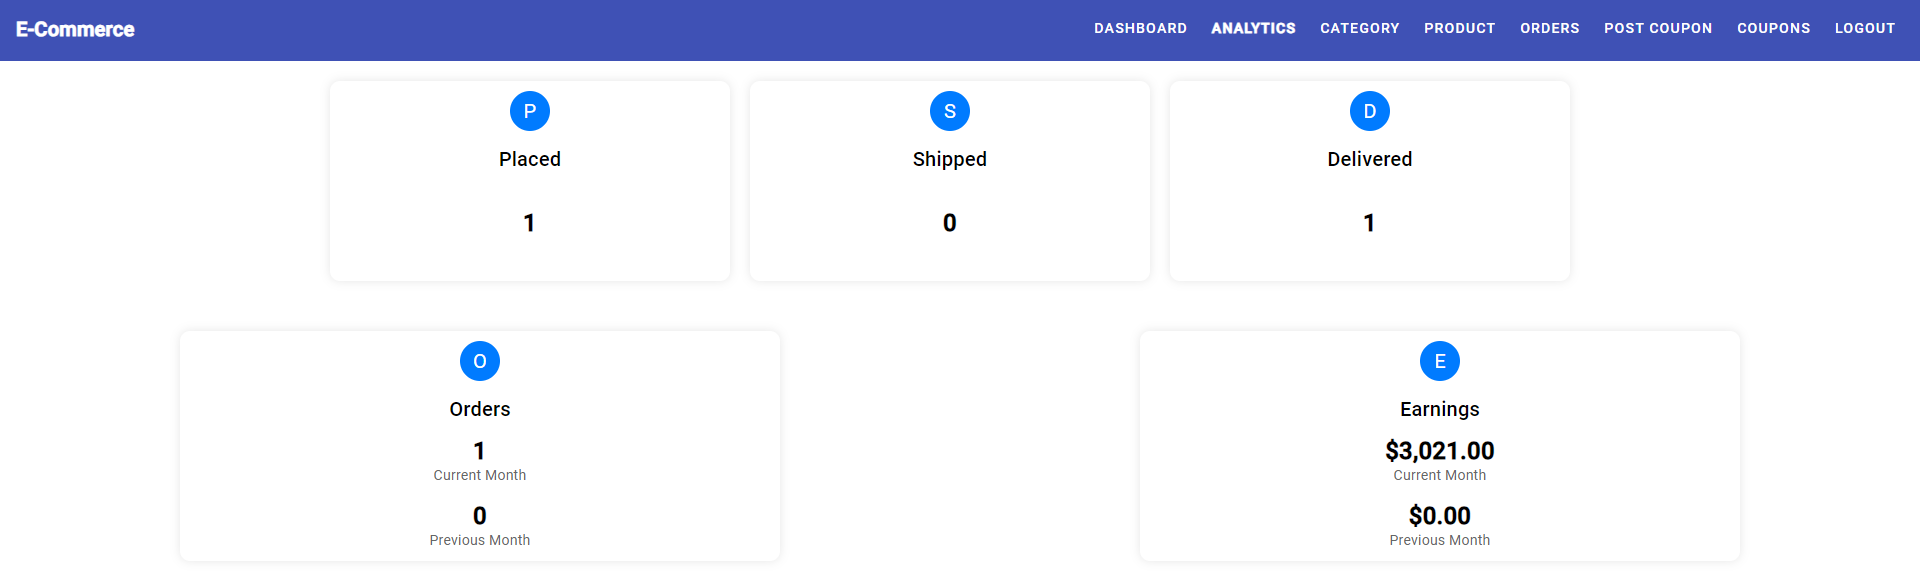 E-Commerce DASHBOARD ANALYTICS CATEGORY PRODUCT ORDERS POST COUPON COUPONS LOGOUT
P
Placed
1
S
Shipped
0
D
Delivered
1
O
Orders
1
Current Month
0
Previous Month
E
Earnings
$3,021.00
Current Month
$0.00
Previous Month